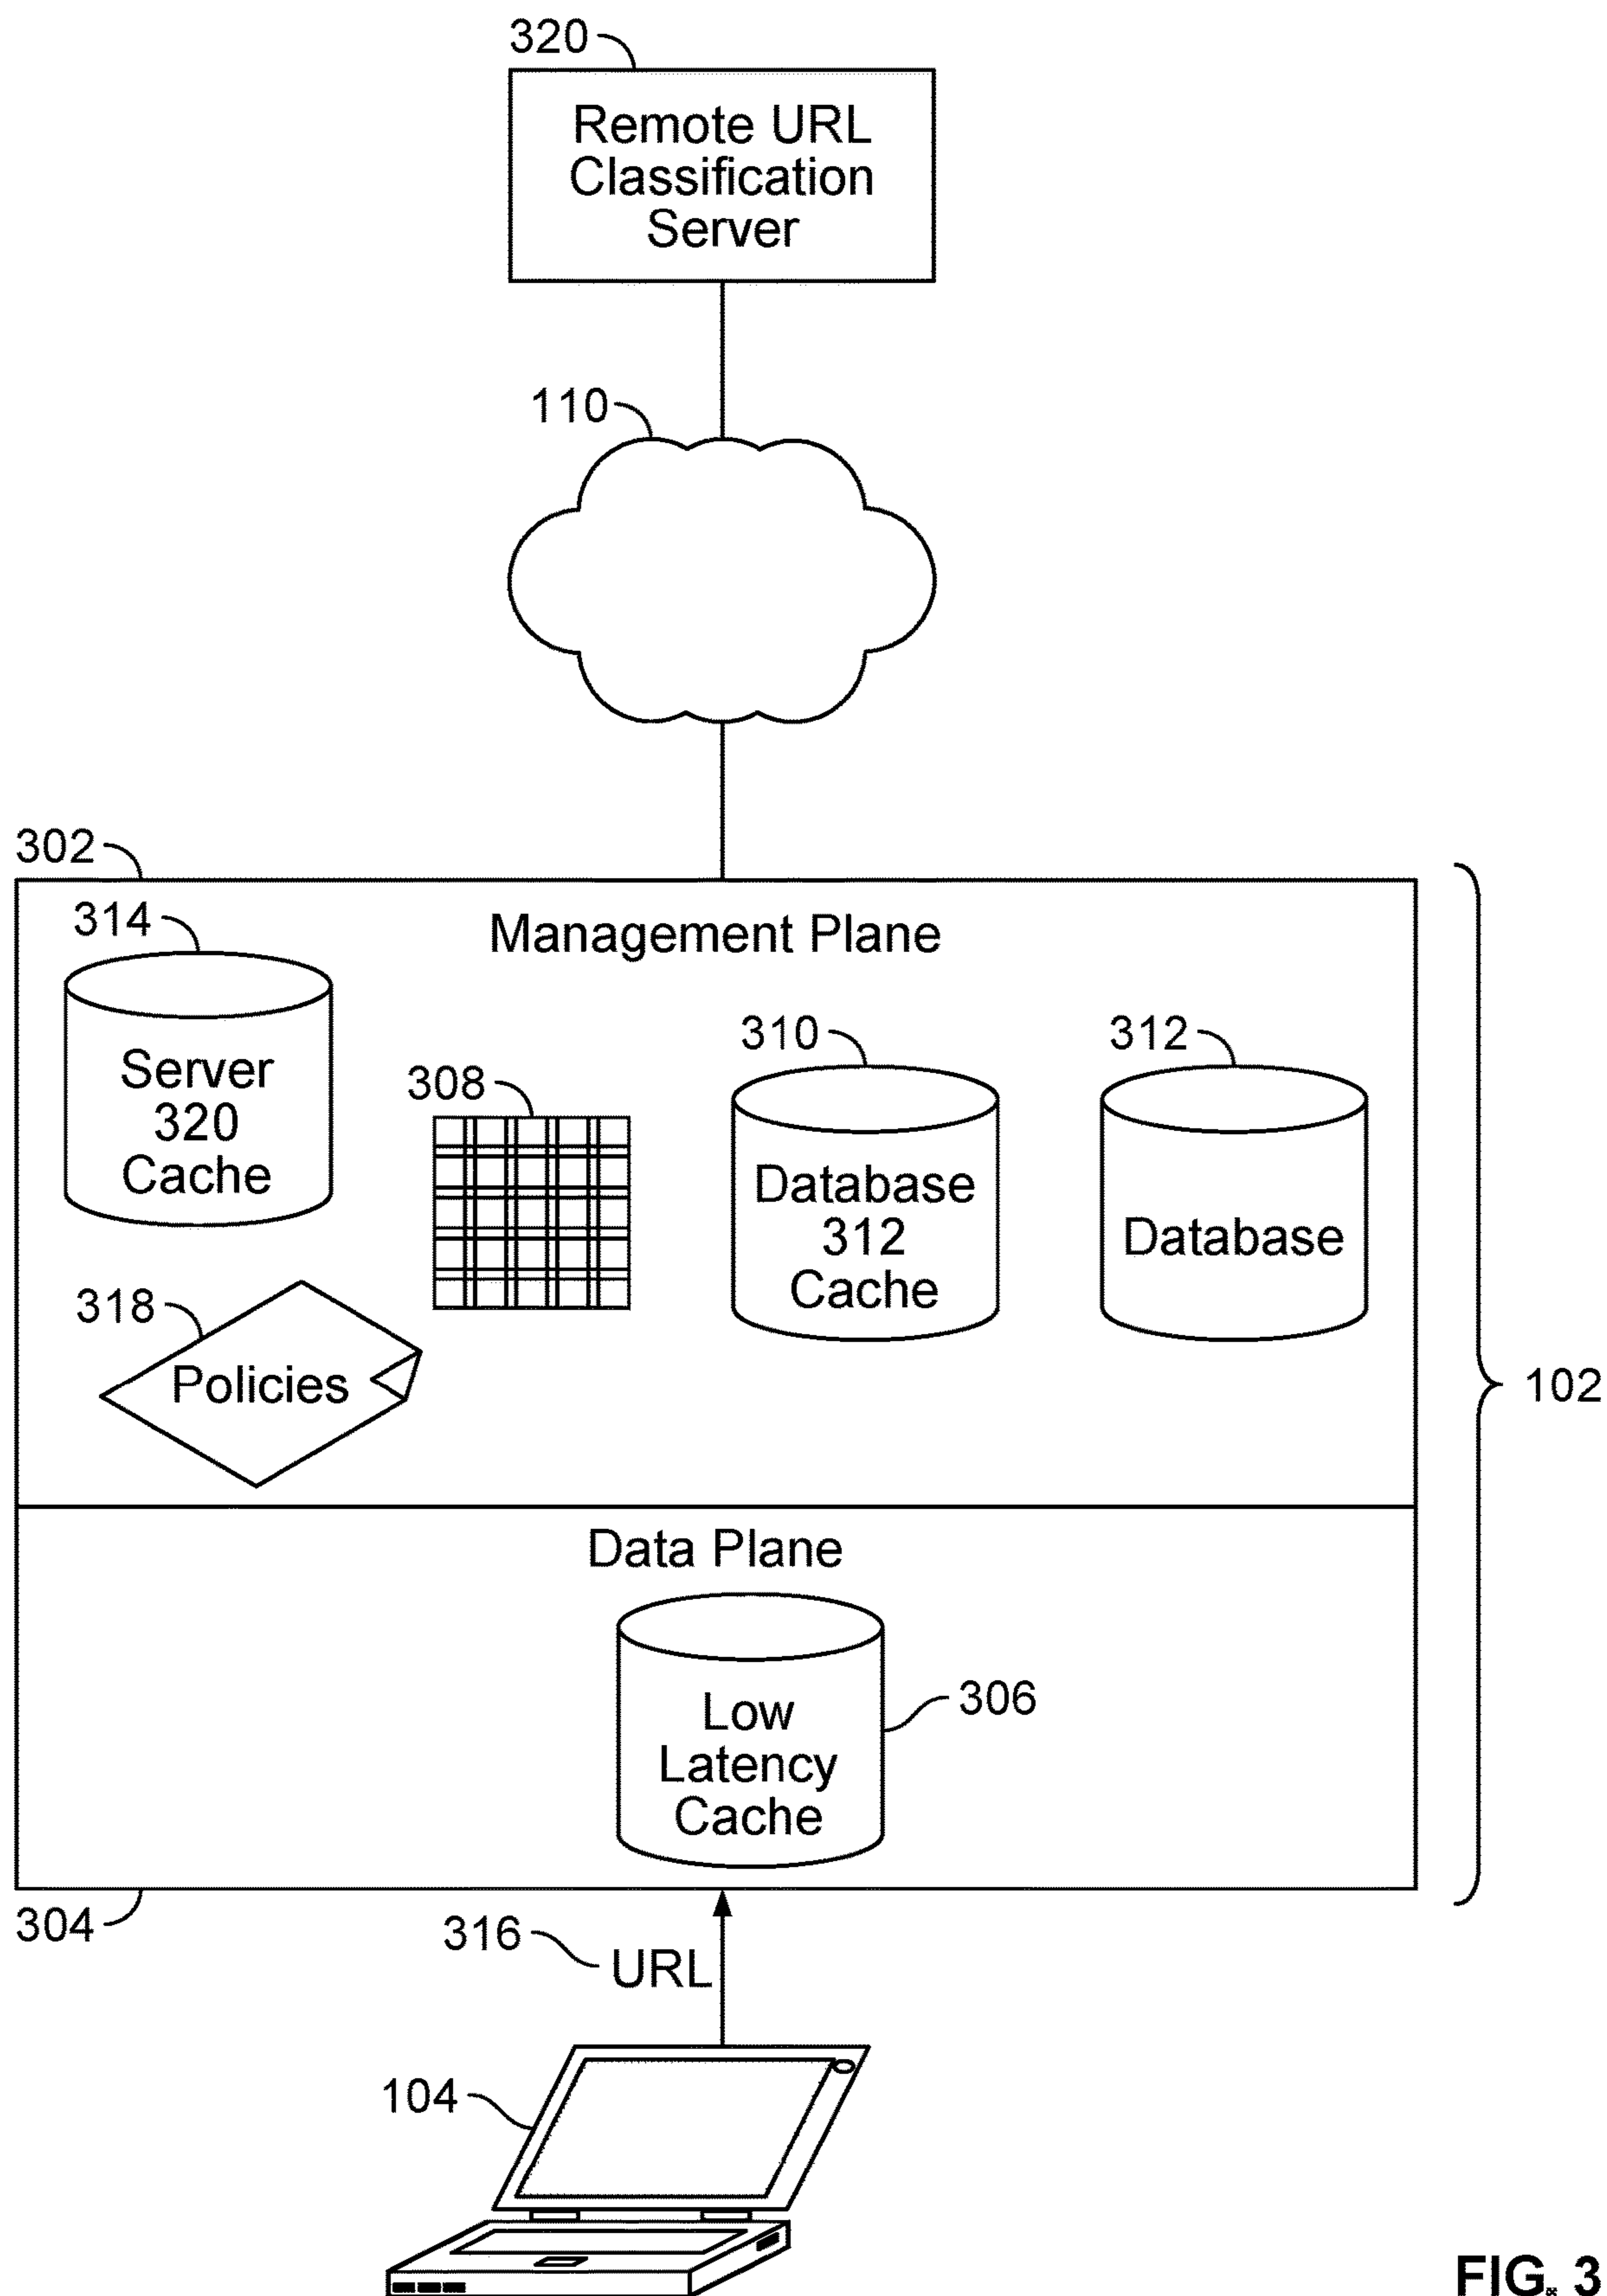 320
Remote URL
Classification
Server
110
302
314
Management Plane
Server
320
Cache
308
310
Database
312
Cache
312
Database
318
Policies
102
Data Plane
Low
Latency
Cache
306
304
316
URL
104
FIG. 3